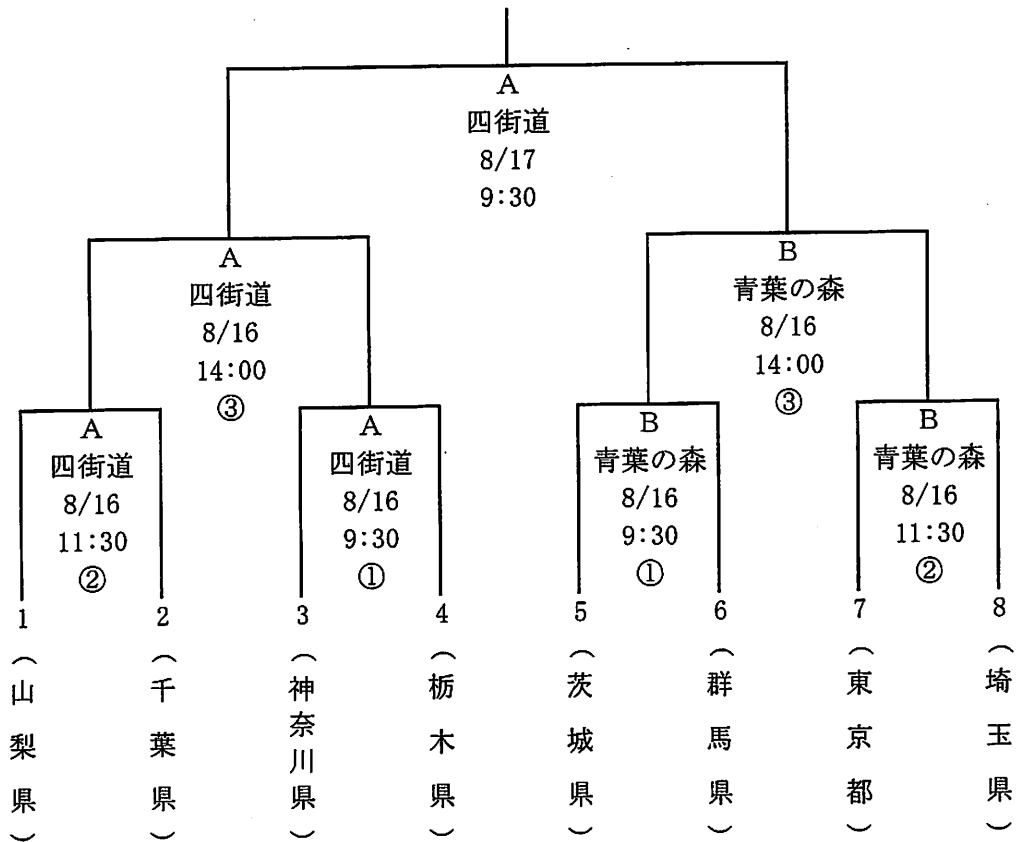 A
四街道
8/17
9:30
A
四街道
8/16
14:00
③
B
青葉の森
8/16
14:00
③
A
四街道
8/16
11:30
②
A
四街道
8/16
9:30
①
B
青葉の森
8/16
9:30
①
B
青葉の森
8/16
11:30
②
1
(山梨県)
2
(千葉県)
3
(神奈川県)
4
(栃木県)
5
(茨城県)
6
(群馬県)
7
(東京都)
8
(埼玉県)